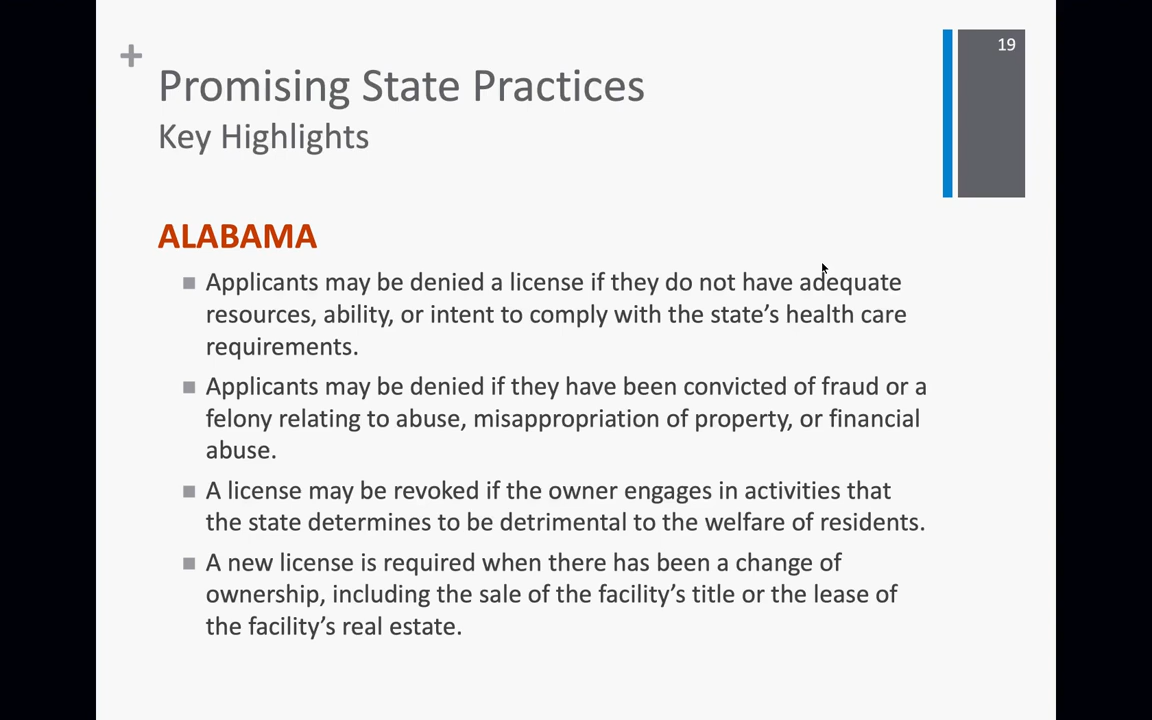 19
+
Promising State Practices
Key Highlights
ALABAMA
■ Applicants may be denied a license if they do not have adequate
resources, ability, or intent to comply with the state’s health care
requirements.
■ Applicants may be denied if they have been convicted of fraud or a
felony relating to abuse, misappropriation of property, or financial
abuse.
■ A license may be revoked if the owner engages in activities that
the state determines to be detrimental to the welfare of residents.
■ A new license is required when there has been a change of
ownership, including the sale of the facility’s title or the lease of
the facility’s real estate.